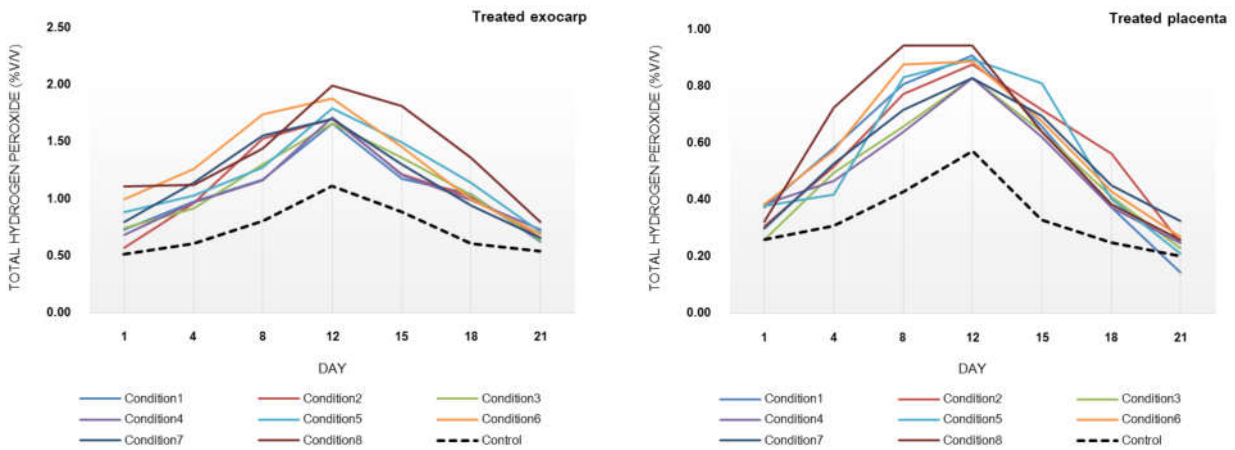 Treated exocarp
TOTAL HYDROGEN PEROXIDE (%V/V)
2.50
2.00
1.50
1.00
0.50
0.00
1 4 8 12 15 18 21
DAY
Condition1 Condition2 Condition3
Condition4 Condition5 Condition6
Condition7 Condition8 Control
Treated placenta
TOTAL HYDROGEN PEROXIDE (%V/V)
1.00
0.80
0.60
0.40
0.20
0.00
1 4 8 12 15 18 21
DAY
Condition1 Condition2 Condition3
Condition4 Condition5 Condition6
Condition7 Condition8 Control